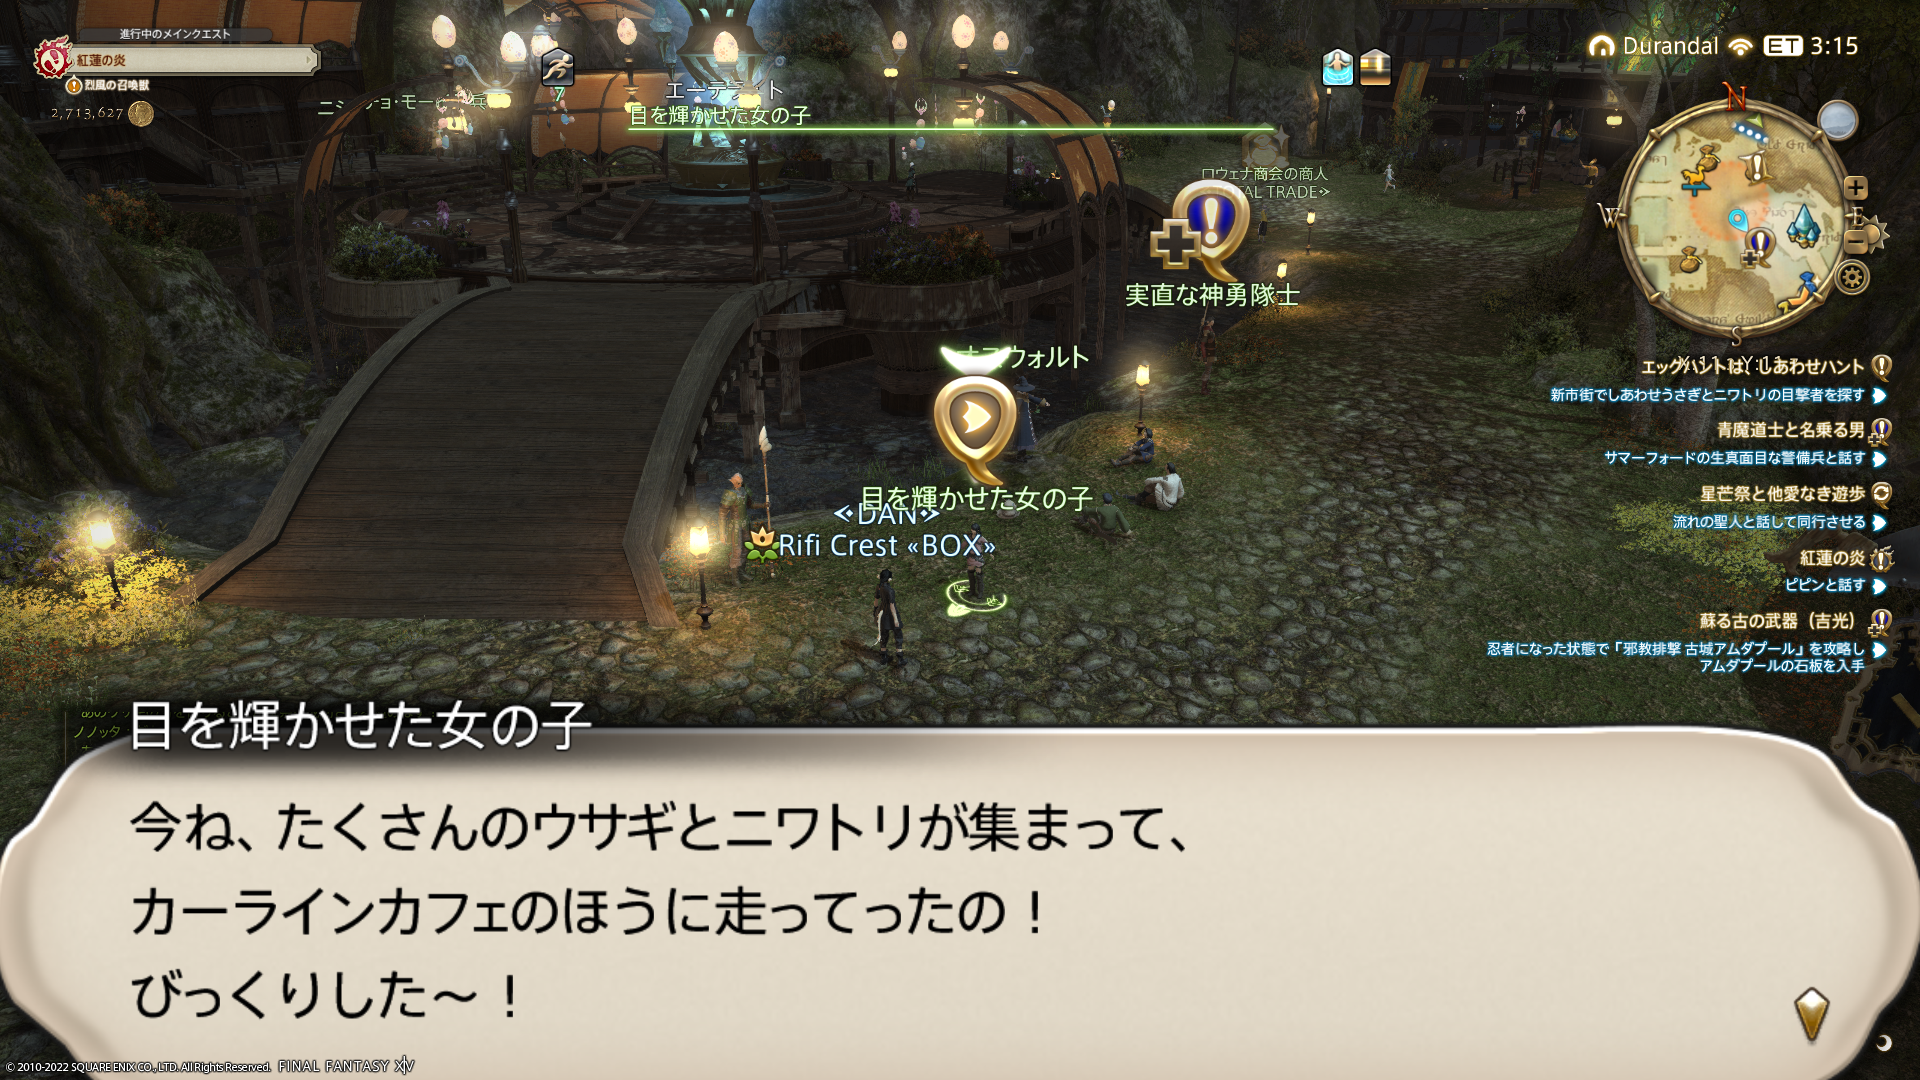 進行中のメインクエスト
紅蓮の炎
烈風の召喚獣
2,713,627
7
エーテライト
目を輝かせた女の子
Durandal
ET 3:15
N
W
E
S
ロウェナ商会の商人
実直な神勇隊士
オスウォルト
目を輝かせた女の子
‹DAN›
Rifi Crest «BOX»
エッグハントは、しあわせハント
新市街でしあわせうさぎとニワトリの目撃者を探す
青魔道士と名乗る男
サマーフォードの生真面目な警備兵と話す
星芒祭と他愛なき遊歩
流れの聖人と話して同行させる
紅蓮の炎
ピピンと話す
蘇る古の武器（吉光）
忍者になった状態で「邪教排撃 古城アムダプール」を攻略し
アムダプールの石板を入手
目を輝かせた女の子
今ね、たくさんのウサギとニワトリが集まって、
カーラインカフェのほうに走ってったの！
びっくりした～！
© 2010-2022 SQUARE ENIX CO., LTD. All Rights Reserved. FINAL FANTASY XIV